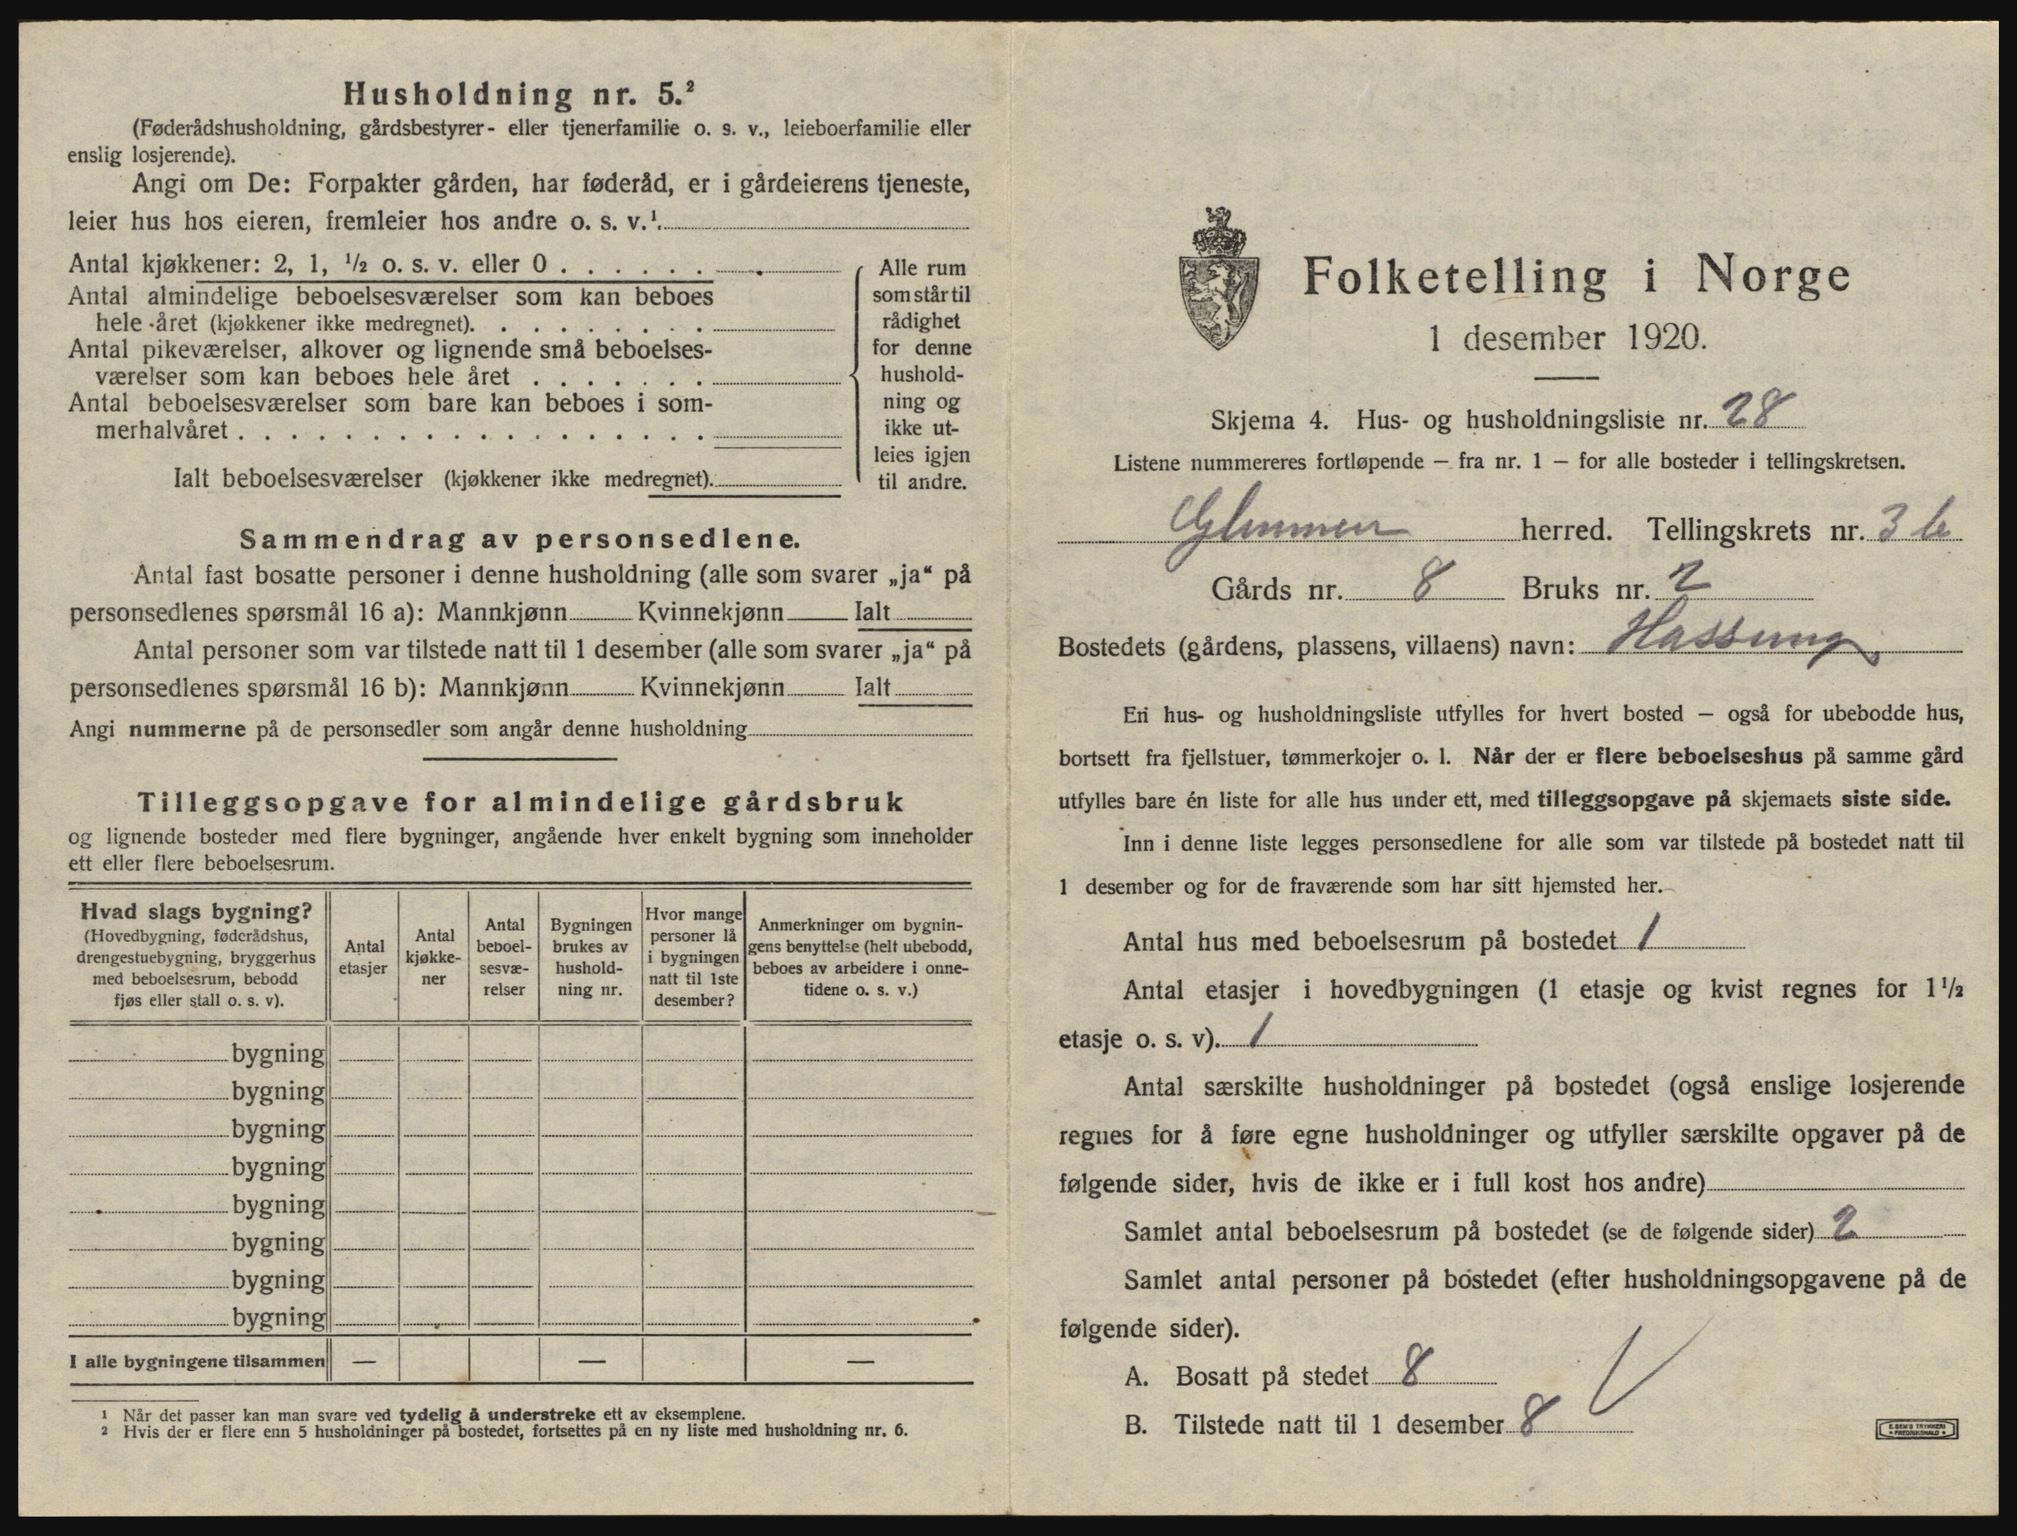 Husholdning nr. 5.²
(Føderådshusholdning, gårdsbestyrer- eller tjenerfamilie o. s. v., leieboerfamilie eller
enslig losjerende).
Angi om De: Forpakter gården, har føderåd, er i gårdeierens tjeneste,
leier hus hos eieren, fremleier hos andre o. s. v.¹.
Antal kjøkkener: 2, 1, ½ o. s. v. eller 0 . . . . . .
Antal almindelige beboelsesværelser som kan beboes
hele året (kjøkkener ikke medregnet). . . . . . . . .
Antal pikeværelser, alkover og lignende små beboelses-
værelser som kan beboes hele året . . . . . . .
Antal beboelsesværelser som bare kan beboes i som-
merhalvåret . . . . . . . . . . . . . . . . . .
Ialt beboelsesværelser (kjøkkener ikke medregnet).
Alle rum
som står til
rådighet
for denne
hushold-
ning og
ikke ut-
leies igjen
til andre.
Sammendrag av personsedlene.
Antal fast bosatte personer i denne husholdning (alle som svarer „ja“ på
personsedlenes spørsmål 16 a): Mannkjønn Kvinnekjønn Ialt
Antal personer som var tilstede natt til 1 desember (alle som svarer „ja“ på
personsedlenes spørsmål 16 b): Mannkjønn Kvinnekjønn Ialt
Angi nummerne på de personsedler som angår denne husholdning
Tilleggsopgave for almindelige gårdsbruk
og lignende bosteder med flere bygninger, angående hver enkelt bygning som inneholder
ett eller flere beboelsesrum.
Hvad slags bygning?
(Hovedbygning, føderådshus,
drengestuebygning, bryggerhus
med beboelsesrum, bebodd
fjøs eller stall o. s. v).
Antal
etasjer
Antal
kjøkke-
ner
Antal
beboel-
sesvæ-
relser
Bygningen
brukes av
hushold-
ning nr.
Hvor mange
personer lå
i bygningen
natt til 1ste
desember?
Anmerkninger om bygnin-
gens benyttelse (helt ubebodd,
beboes av arbeidere i onne-
tidene o. s. v.)
bygning
bygning
bygning
bygning
bygning
bygning
bygning
bygning
I alle bygningene tilsammen — — —
¹ Når det passer kan man svare ved tydelig å understreke ett av eksemplene.
² Hvis der er flere enn 5 husholdninger på bostedet, fortsettes på en ny liste med husholdning nr. 6.
Folketelling i Norge
1 desember 1920.
Skjema 4. Hus- og husholdningsliste nr. 28
Listene nummereres fortløpende — fra nr. 1 — for alle bosteder i tellingskretsen.
Glemmen herred. Tellingskrets nr. 3 b
Gårds nr. 8 Bruks nr. 2
Bostedets (gårdens, plassens, villaens) navn: Hassing
En hus- og husholdningsliste utfylles for hvert bosted — også for ubebodde hus,
bortsett fra fjellstuer, tømmerkojer o. l. Når der er flere beboelseshus på samme gård
utfylles bare én liste for alle hus under ett, med tilleggsopgave på skjemaets siste side.
Inn i denne liste legges personsedlene for alle som var tilstede på bostedet natt til
1 desember og for de fraværende som har sitt hjemsted her.
Antal hus med beboelsesrum på bostedet 1
Antal etasjer i hovedbygningen (1 etasje og kvist regnes for 1½
etasje o. s. v). 1
Antal særskilte husholdninger på bostedet (også enslige losjerende
regnes for å føre egne husholdninger og utfyller særskilte opgaver på de
følgende sider, hvis de ikke er i full kost hos andre)
Samlet antal beboelsesrum på bostedet (se de følgende sider) 2
Samlet antal personer på bostedet (efter husholdningsopgavene på de
følgende sider).
A. Bosatt på stedet 8
B. Tilstede natt til 1 desember 8